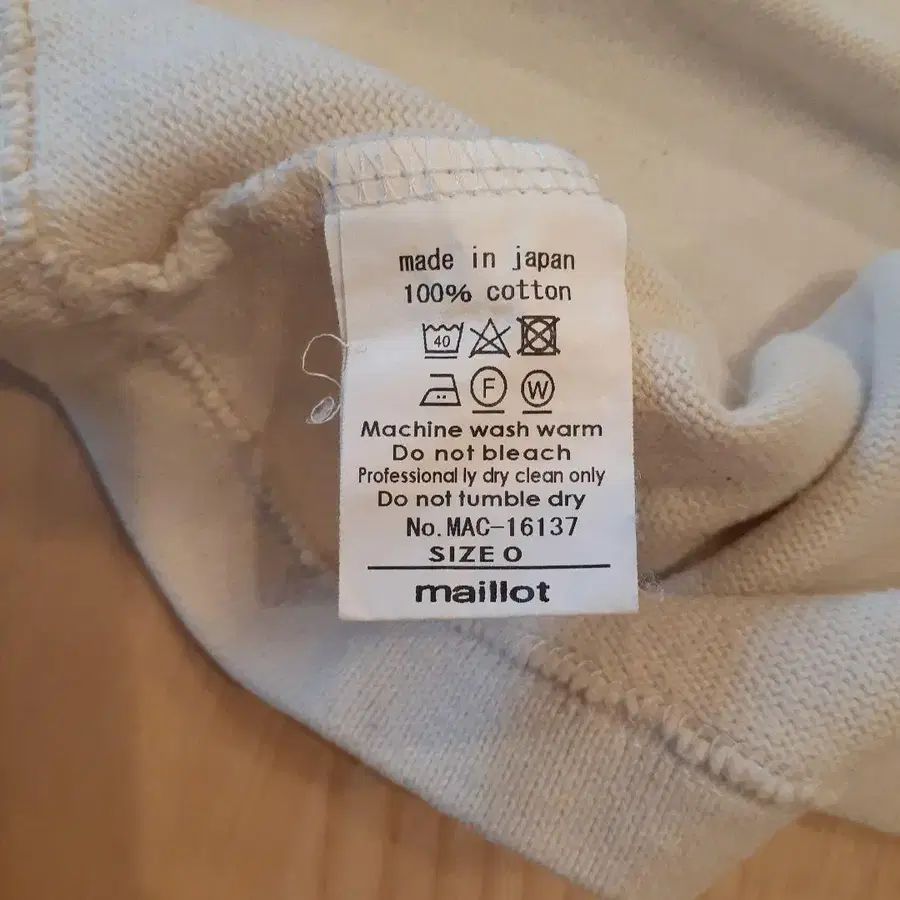 made in japan
100% cotton
40
F W
Machine wash warm
Do not bleach
Professional ly dry clean only
Do not tumble dry
No.MAC-16137
SIZE O
maillot